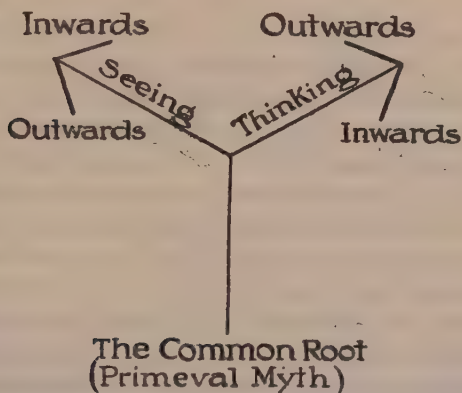 Inwards
Outwards
Seeing
Thinking
Outwards
Inwards
The Common Root
(Primeval Myth)